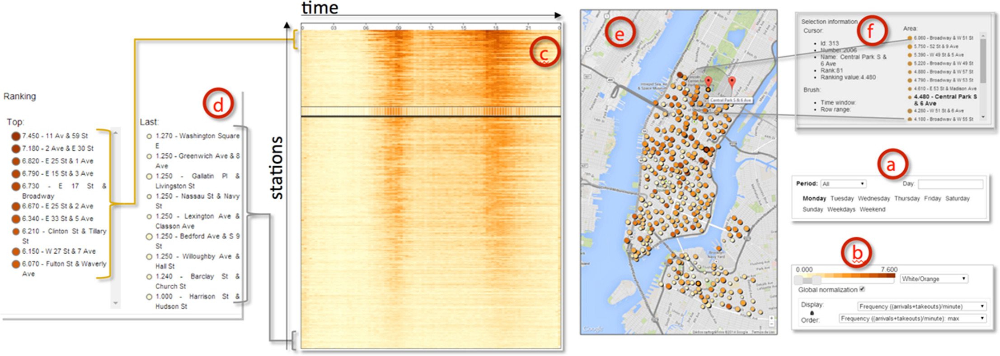 Ranking
Top:
7.450 - 11 Av & 59 St
7.180 - 2 Ave & E 30 St
6.820 - E 25 St & 1 Ave
6.790 - E 15 St & 3 Ave
6.730 - E 17 St &
Broadway
6.670 - E 25 St & 2 Ave
6.340 - E 33 St & 5 Ave
6.210 - Clinton St & Tillary
St
6.150 - W 27 St & 7 Ave
6.070 - Fulton St & Waverly
Ave
d
Last:
1.270 - Washington Square
E
1.250 - Greenwich Ave & 8
Ave
1.250 - Gallatin Pl &
Livingston St
1.250 - Nassau St & Navy
St
1.250 - Lexington Ave &
Classon Ave
1.250 - Bedford Ave & S 9
St
1.250 - Willoughby Ave &
Hall St
1.240 - Barclay St &
Church St
1.000 - Harrison St &
Hudson St
time
stations
0 03 06 09 12 15 18 21 0
c
e
Central Park S & 6 Ave
Brooklyn
Navy Yard
Google
Dados cartográficos ©2014 Google Termos de Uso
f
Selection information
Cursor:
Id: 313
Number:2006
Name: Central Park S &
6 Ave
Rank:81
Ranking value:4.480
Brush:
Time window:
Row range:
Area:
6.060 - Broadway & W 51 St
5.750 - 52 St & 9 Ave
5.390 - W 49 St & 5 Ave
5.220 - Broadway & W 49 St
4.880 - Broadway & W 57 St
4.790 - Broadway & W 53 St
4.610 - E 53 St & Madison Ave
4.480 - Central Park S
& 6 Ave
4.280 - W 51 St & 6 Ave
4.100 - Broadway & W 55 St
a
Period: All Day:
Monday Tuesday Wednesday Thursday Friday Saturday
Sunday Weekdays Weekend
b
0.000 7.600
White/Orange
Global normalization
Display: Frequency ((arrivals+takeouts)/minute)
Order: Frequency ((arrivals+takeouts)/minute): max